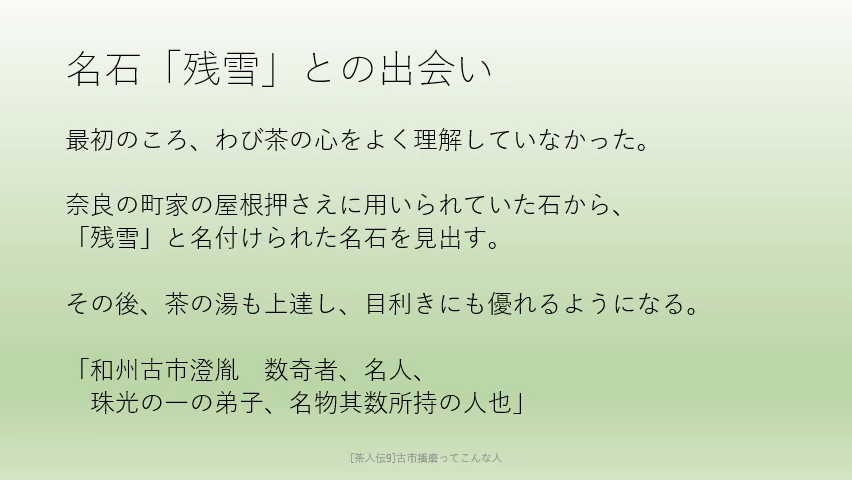 名石「残雪」との出会い
最初のころ、わび茶の心をよく理解していなかった。
奈良の町家の屋根押さえに用いられていた石から、
「残雪」と名付けられた名石を見出す。
その後、茶の湯も上達し、目利きにも優れるようになる。
「和州古市澄胤　数奇者、名人、
珠光の一の弟子、名物其数所持の人也」
[茶人伝9]古市播磨ってこんな人